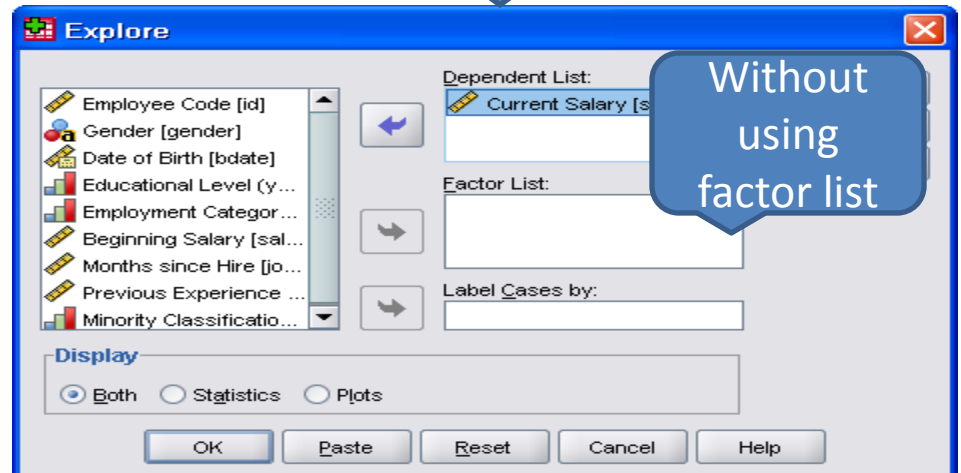 Explore
Employee Code [id]
Gender [gender]
Date of Birth [bdate]
Educational Level (y...
Employment Categor...
Beginning Salary [sal...
Months since Hire [jo...
Previous Experience ...
Minority Classificatio...
Dependent List:
Current Salary [s
Factor List:
Label Cases by:
Without
using
factor list
Display
Both Statistics Plots
OK Paste Reset Cancel Help